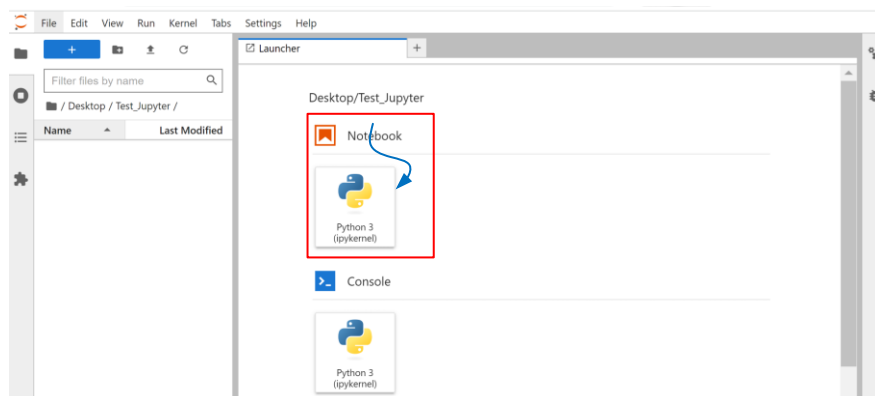 File Edit View Run Kernel Tabs Settings Help
Launcher
Filter files by name
/ Desktop / Test_Jupyter /
Name Last Modified
Desktop/Test_Jupyter
Notebook
Python 3
(ipykernel)
Console
Python 3
(ipykernel)